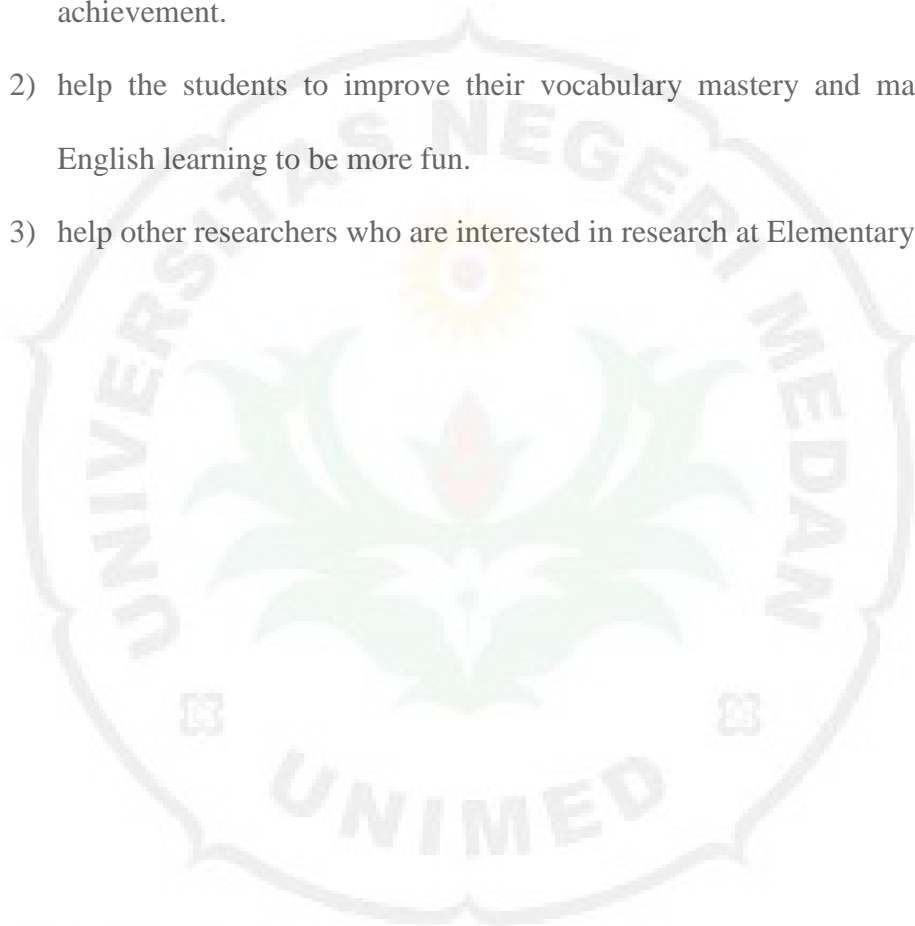 achievement.
2) help the students to improve their vocabulary mastery and ma
English learning to be more fun.
3) help other researchers who are interested in research at Elementary
UNIVERSITAS NEGERI MEDAN
UNIMED